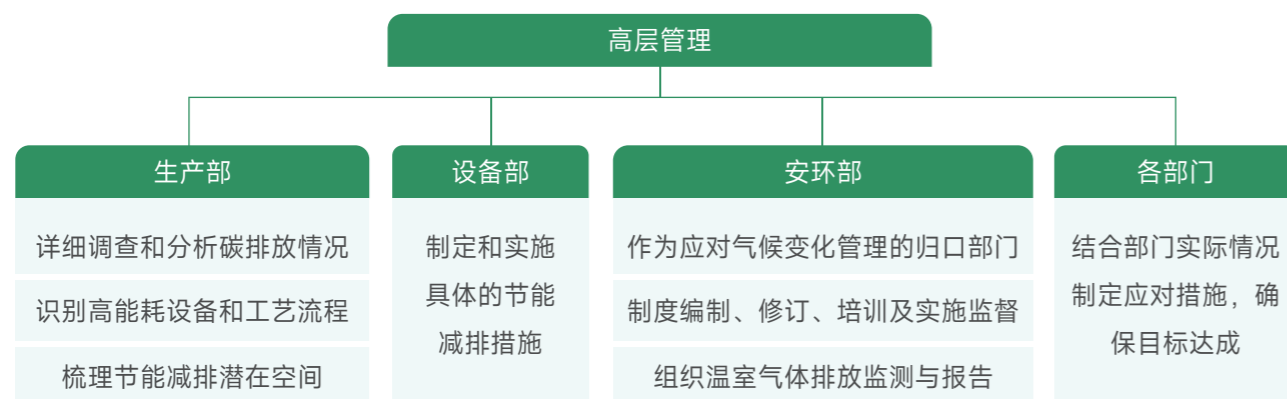 高层管理
生产部
详细调查和分析碳排放情况
识别高能耗设备和工艺流程
梳理节能减排潜在空间
设备部
制定和实施
具体的节能
减排措施
安环部
作为应对气候变化管理的归口部门
制度编制、修订、培训及实施监督
组织温室气体排放监测与报告
各部门
结合部门实际情况
制定应对措施，确
保目标达成